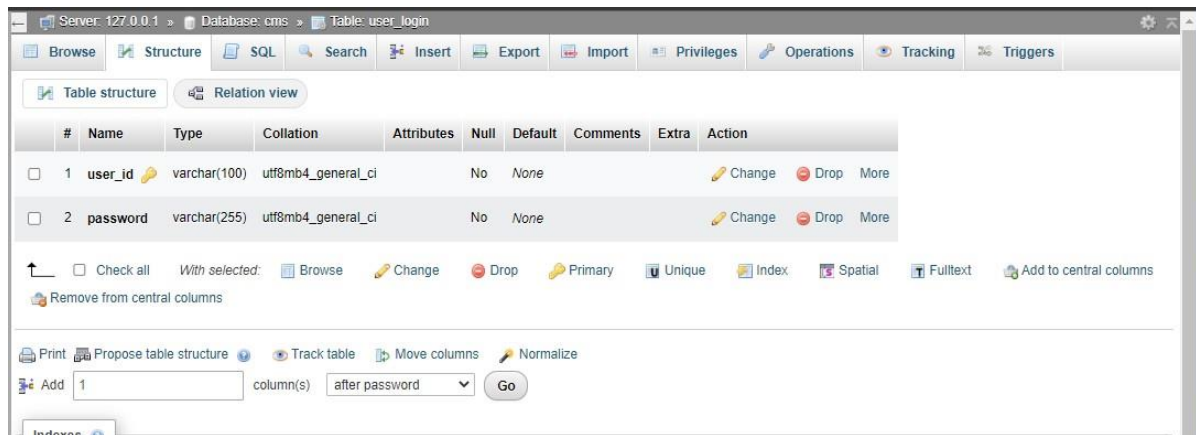 Server: 127.0.0.1 » Database: cms » Table: user_login
Browse Structure SQL Search Insert Export Import Privileges Operations Tracking Triggers
Table structure Relation view
# Name Type Collation Attributes Null Default Comments Extra Action
1 user_id varchar(100) utf8mb4_general_ci No None Change Drop More
2 password varchar(255) utf8mb4_general_ci No None Change Drop More
Check all With selected: Browse Change Drop Primary Unique Index Spatial Fulltext Add to central columns
Remove from central columns
Print Propose table structure Track table Move columns Normalize
Add 1 column(s) after password Go
Indexes